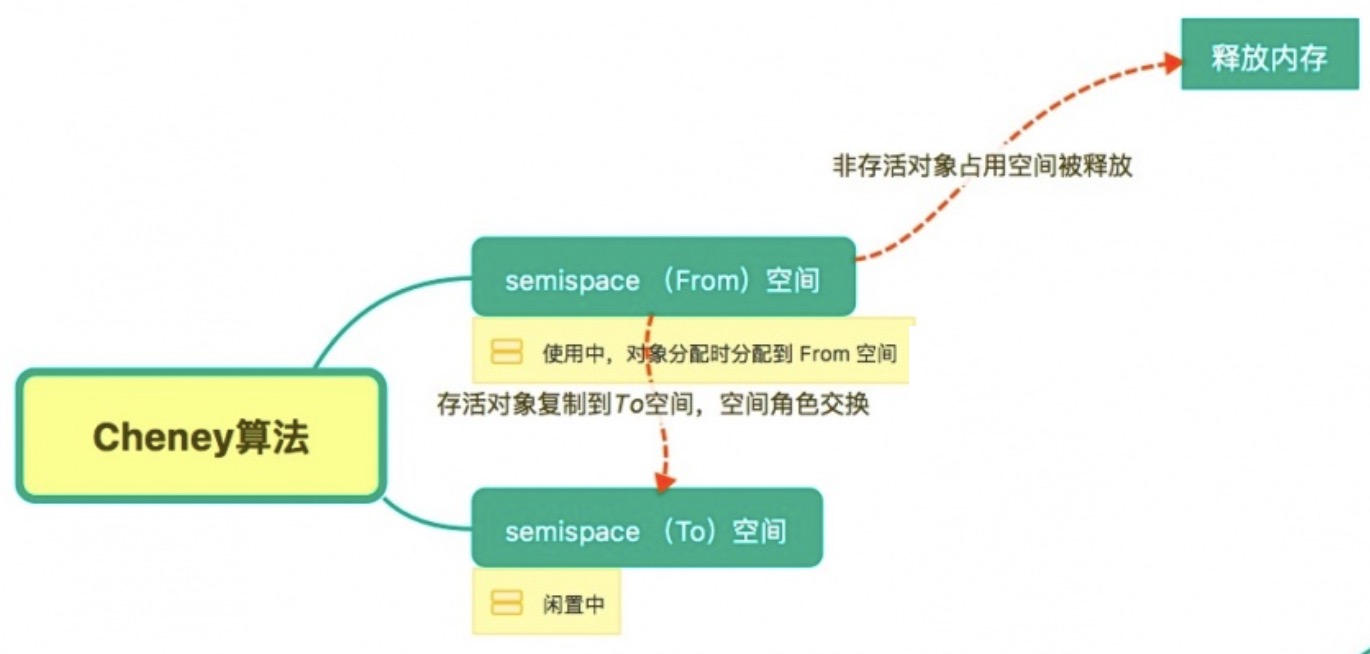 释放内存
非存活对象占用空间被释放
semispace （From）空间
使用中，对象分配时分配到 From 空间
存活对象复制到To空间，空间角色交换
Cheney算法
semispace （To）空间
闲置中